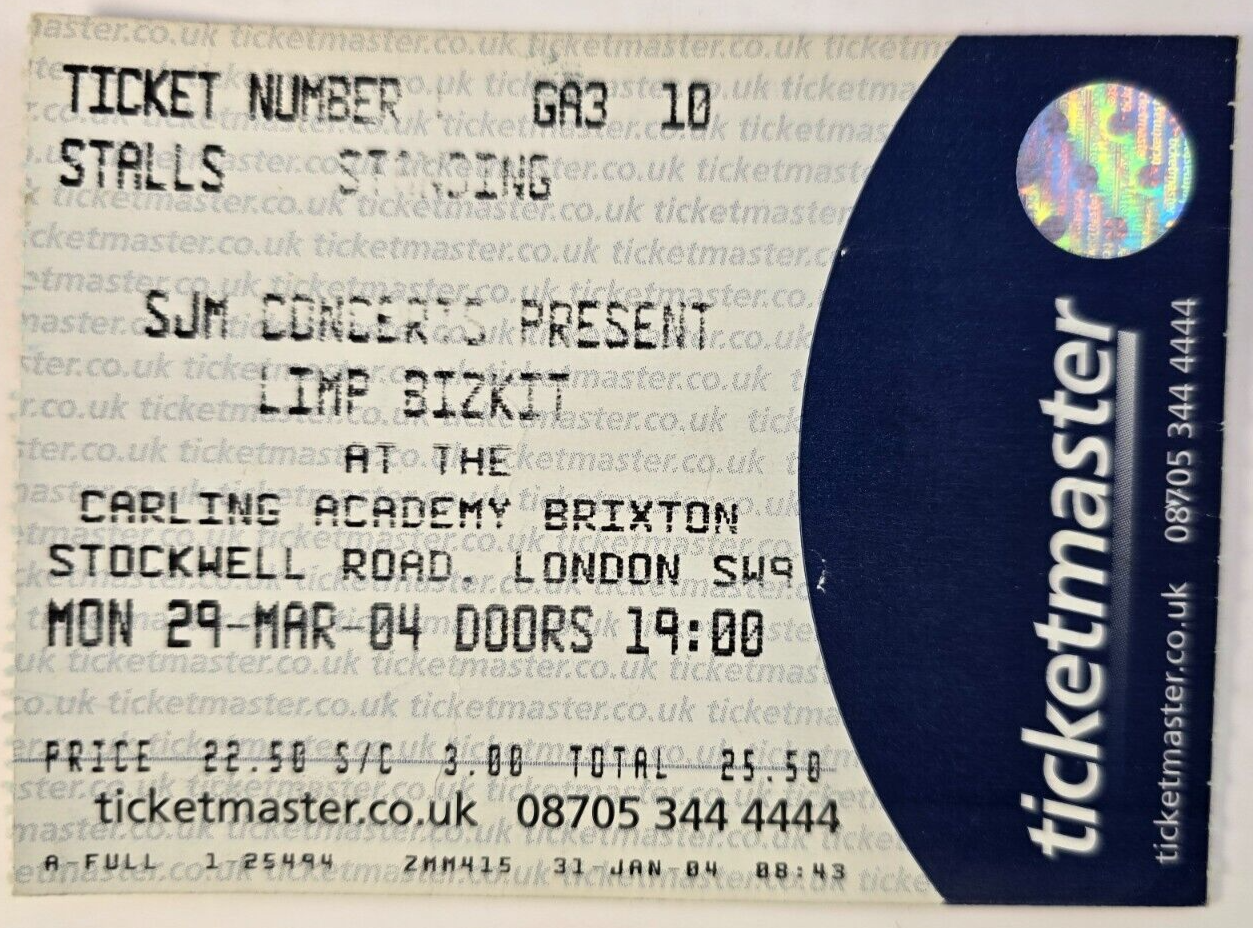 TICKET NUMBER GA3 10
STALLS STANDING
SJM CONCERTS PRESENT
LIMP BIZKIT
AT THE
CARLING ACADEMY BRIXTON
STOCKWELL ROAD, LONDON SW9
MON 29-MAR-04 DOORS 19:00
PRICE 22.50 S/C 3.00 TOTAL 25.50
ticketmaster.co.uk 08705 344 4444
A-FULL 1-25494 ZMM415 31-JAN-04 08:43
ticketmaster
ticketmaster.co.uk 08705 344 4444